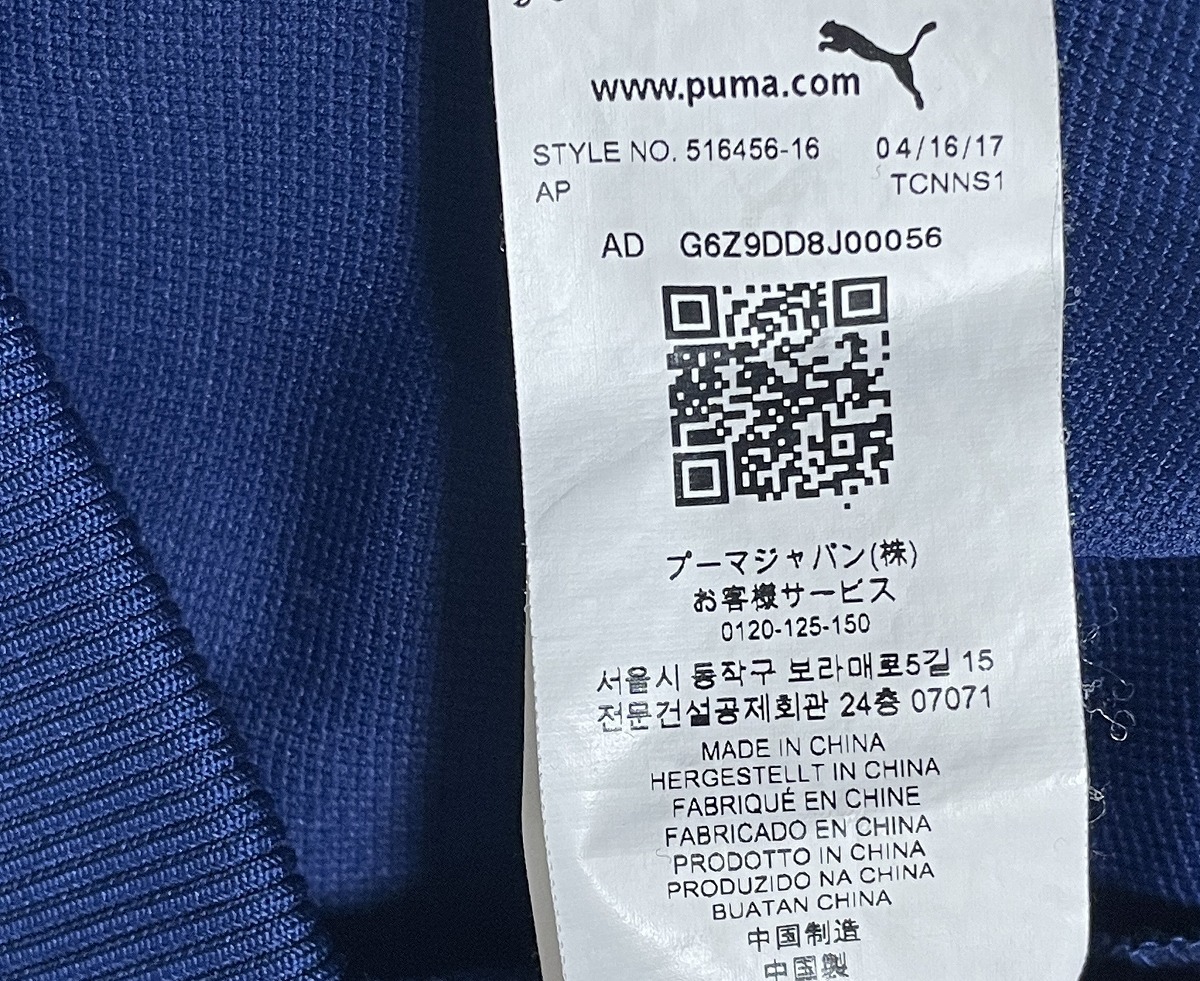 www.puma.com
STYLE NO. 516456-16 04/16/17
AP TCNNS1
AD G6Z9DD8J00056
プーマジャパン(株)
お客様サービス
0120-125-150
서울시 동작구 보라매로5길 15
전문건설공제회관 24층 07071
MADE IN CHINA
HERGESTELLT IN CHINA
FABRIQUÉ EN CHINE
FABRICADO EN CHINA
PRODOTTO IN CHINA
PRODUZIDO NA CHINA
BUATAN CHINA
中国制造
中国製